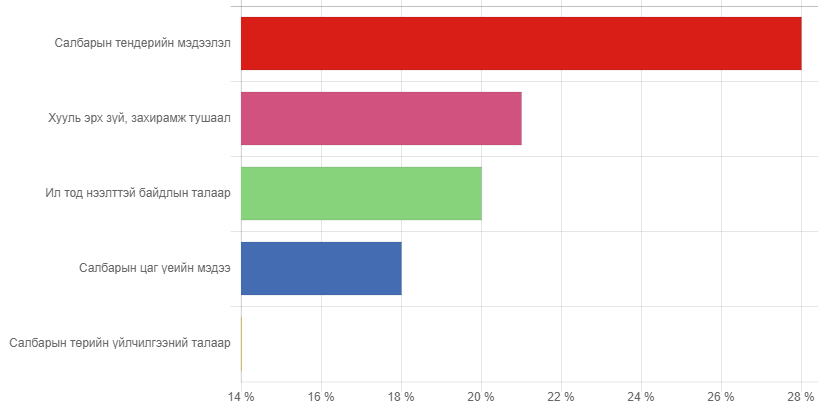 Салбарын тендерийн мэдээлэл
Хууль эрх зүй, захирамж тушаал
Ил тод нээлттэй байдлын талаар
Салбарын цаг үеийн мэдээ
Салбарын төрийн үйлчилгээний талаар
14 % 16 % 18 % 20 % 22 % 24 % 26 % 28 %